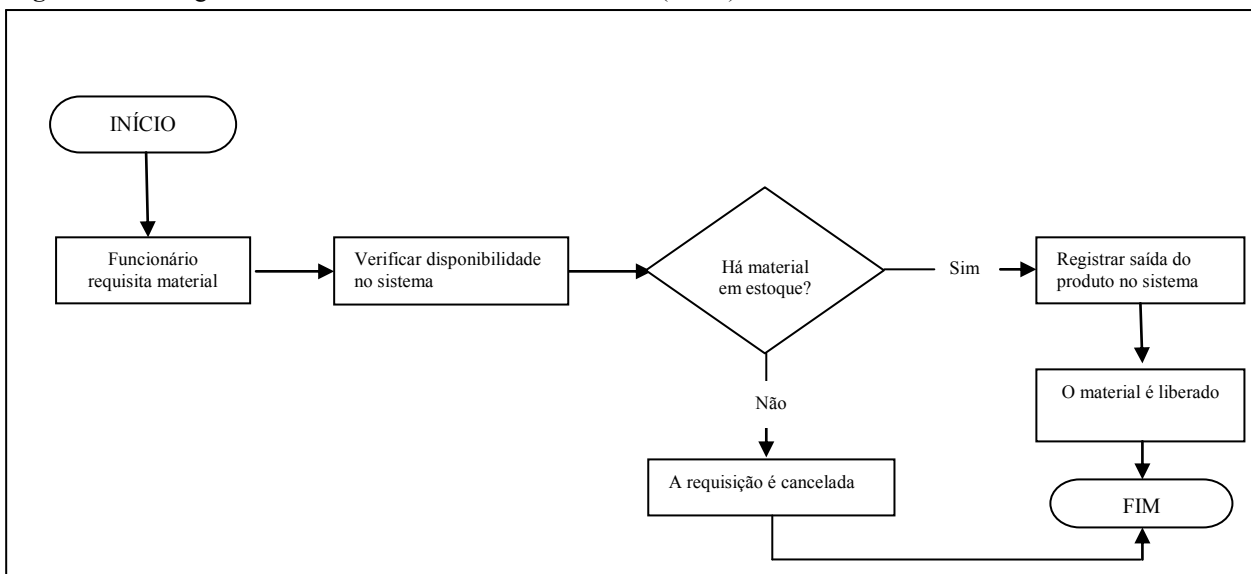 INÍCIO
Funcionário
requisita material
Verificar disponibilidade
no sistema
Há material
em estoque?
Sim
Registrar saída do
produto no sistema
Não
O material é liberado
A requisição é cancelada
FIM